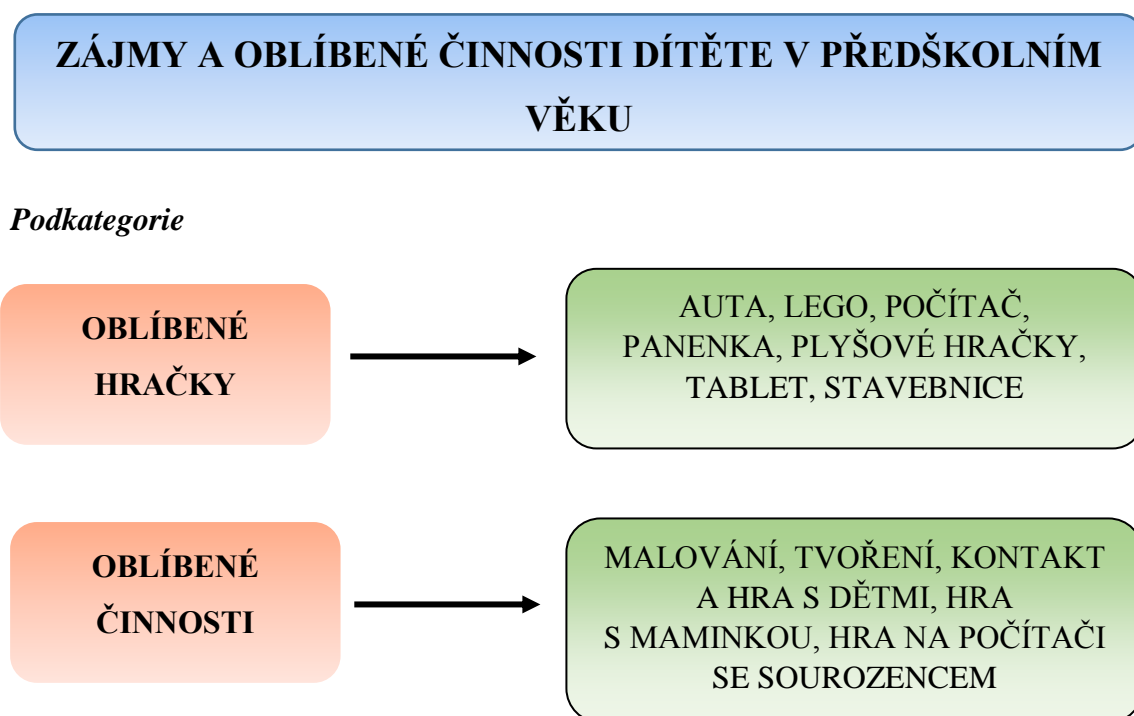 ZÁJMY A OBLÍBENÉ ČINNOSTI DÍTĚTE V PŘEDŠKOLNÍM
VĚKU
Podkategorie
OBLÍBENÉ
HRAČKY
AUTA, LEGO, POČÍTAČ,
PANENKA, PLYŠOVÉ HRAČKY,
TABLET, STAVEBNICE
OBLÍBENÉ
ČINNOSTI
MALOVÁNÍ, TVOŘENÍ, KONTAKT
A HRA S DĚTMI, HRA
S MAMINKOU, HRA NA POČÍTAČI
SE SOUROZENCEM